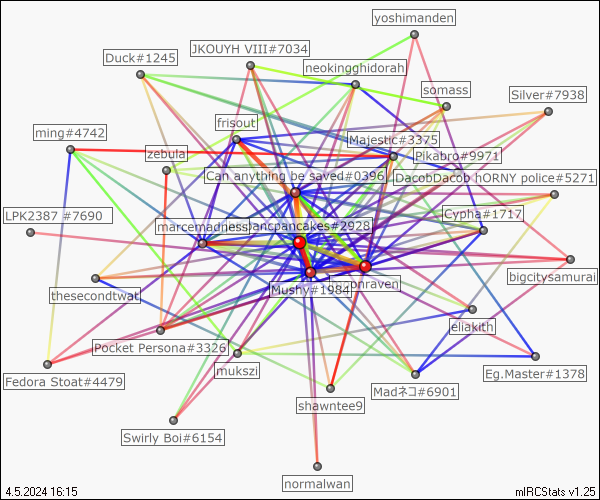 yoshimanden
JKOUYH VIII#7034
Duck#1245
neokingghidorah
somass
Silver#7938
frisout
ming#4742
Majestic#3375
zebula
Pikabro#9971
Can anything be saved#0396
DacobDacob hORNY police#5271
LPK2387 #7690
Cypha#1717
marcemadness
ancpancakes#2928
bigcitysamurai
Mushy#1984
onraven
thesecondtwat
eliakith
Pocket Persona#3326
mukszi
Eg.Master#1378
Fedora Stoat#4479
Madネコ#6901
shawntee9
Swirly Boi#6154
normalwan
4.5.2024 16:15
mIRCStats v1.25